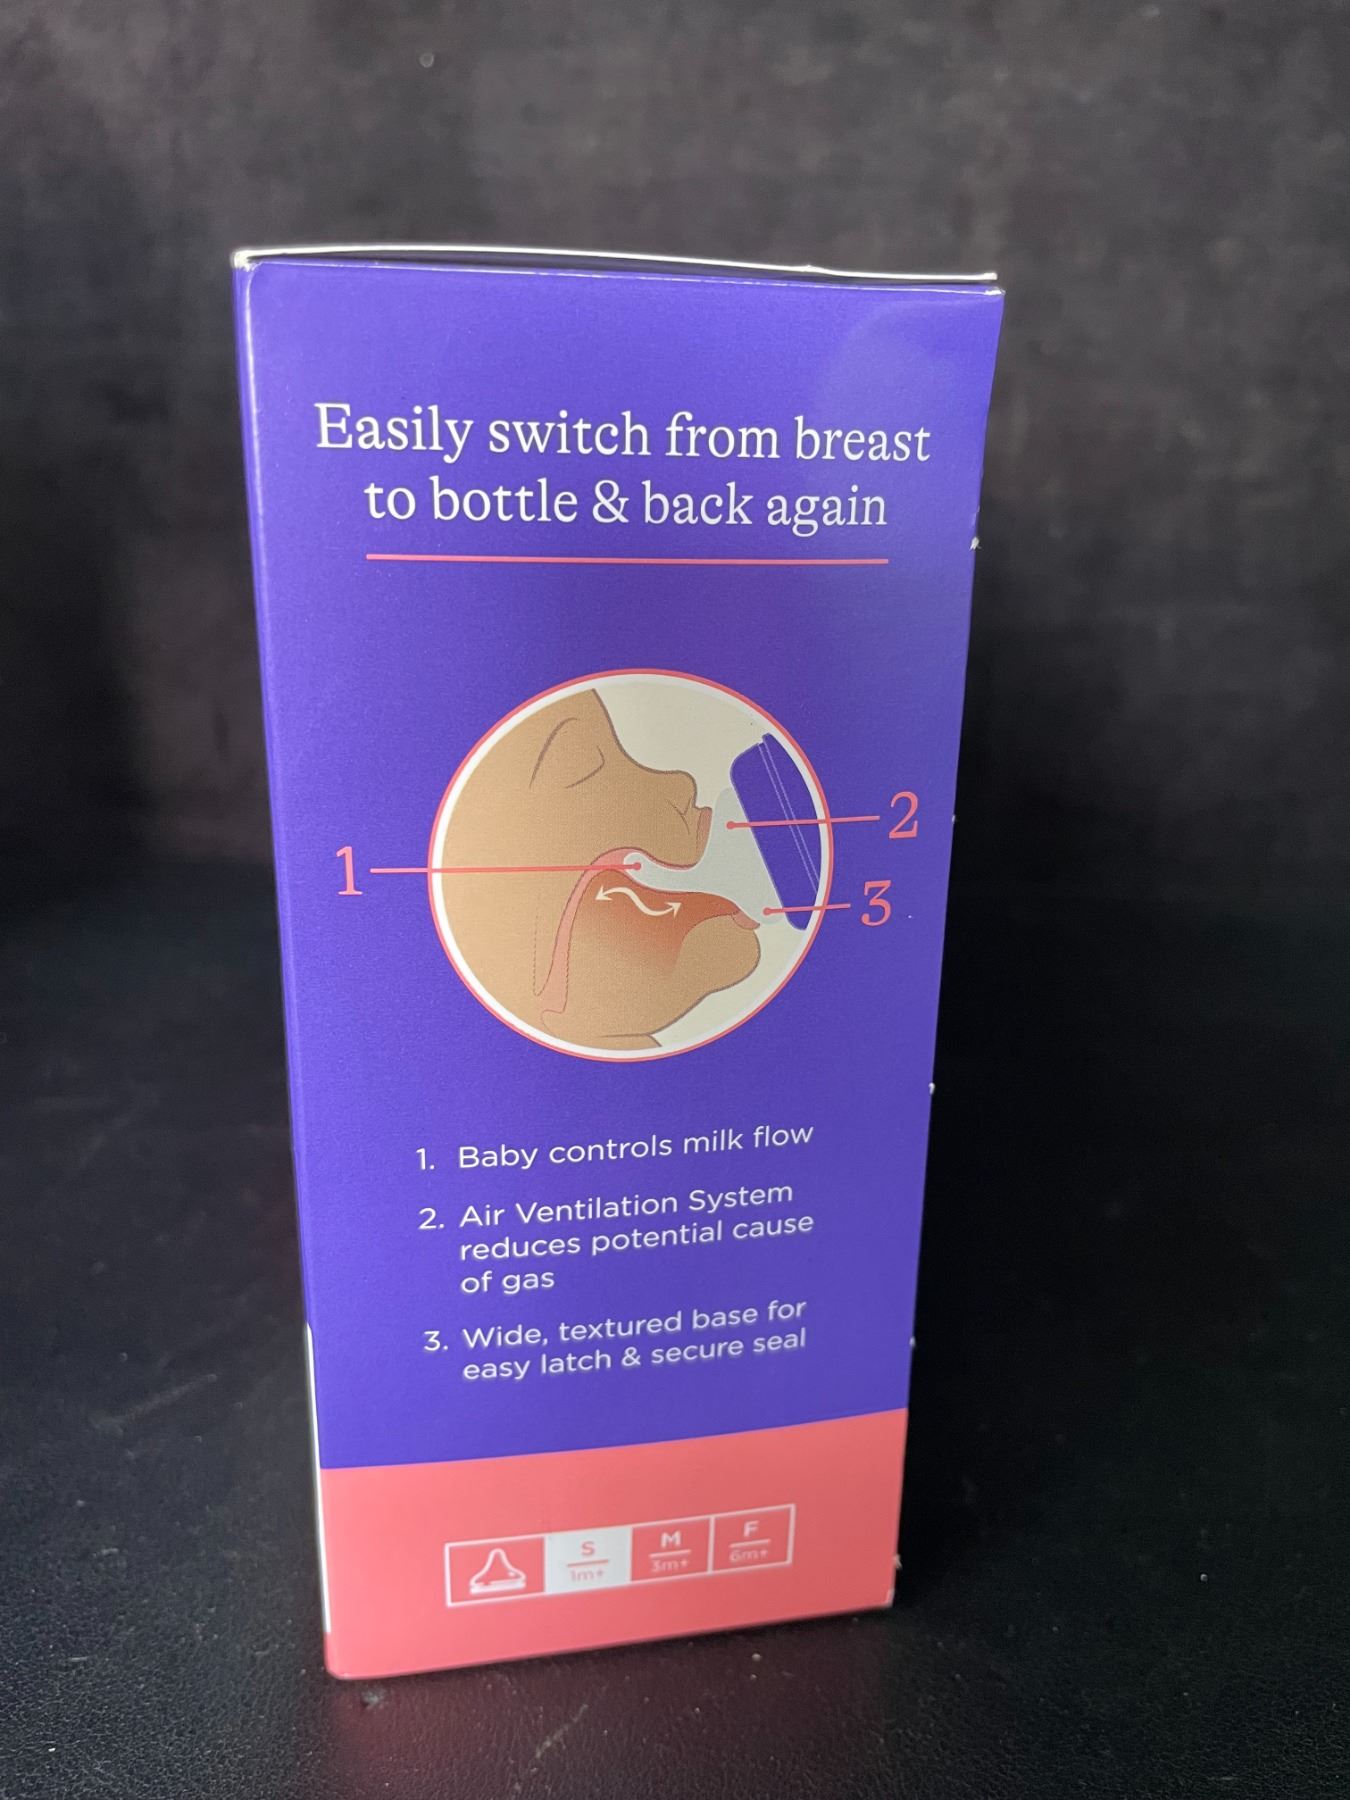 Easily switch from breast
to bottle & back again
1
2
3
1. Baby controls milk flow
2. Air Ventilation System
reduces potential cause
of gas
3. Wide, textured base for
easy latch & secure seal
S M F
1m+ 3m+ 6m+